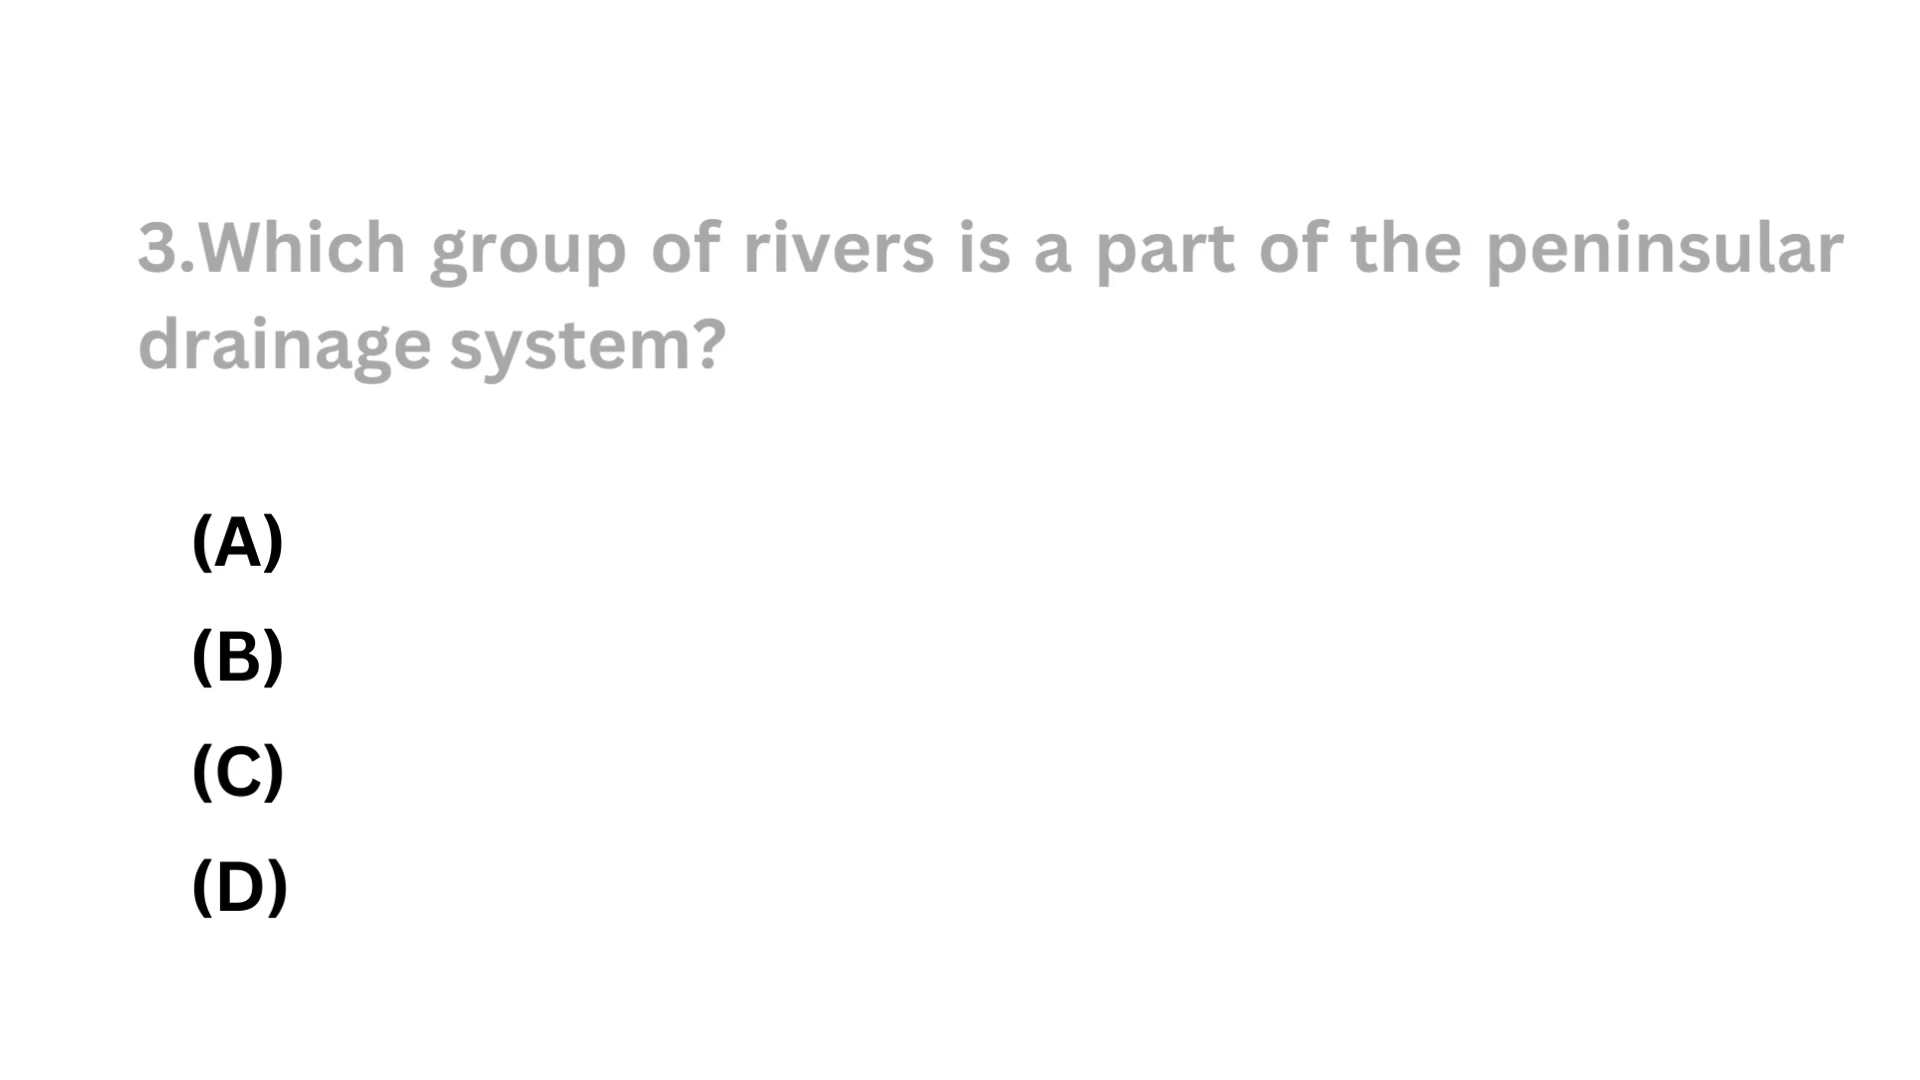 3.Which group of rivers is a part of the peninsular
drainage system?
(A)
(B)
(C)
(D)